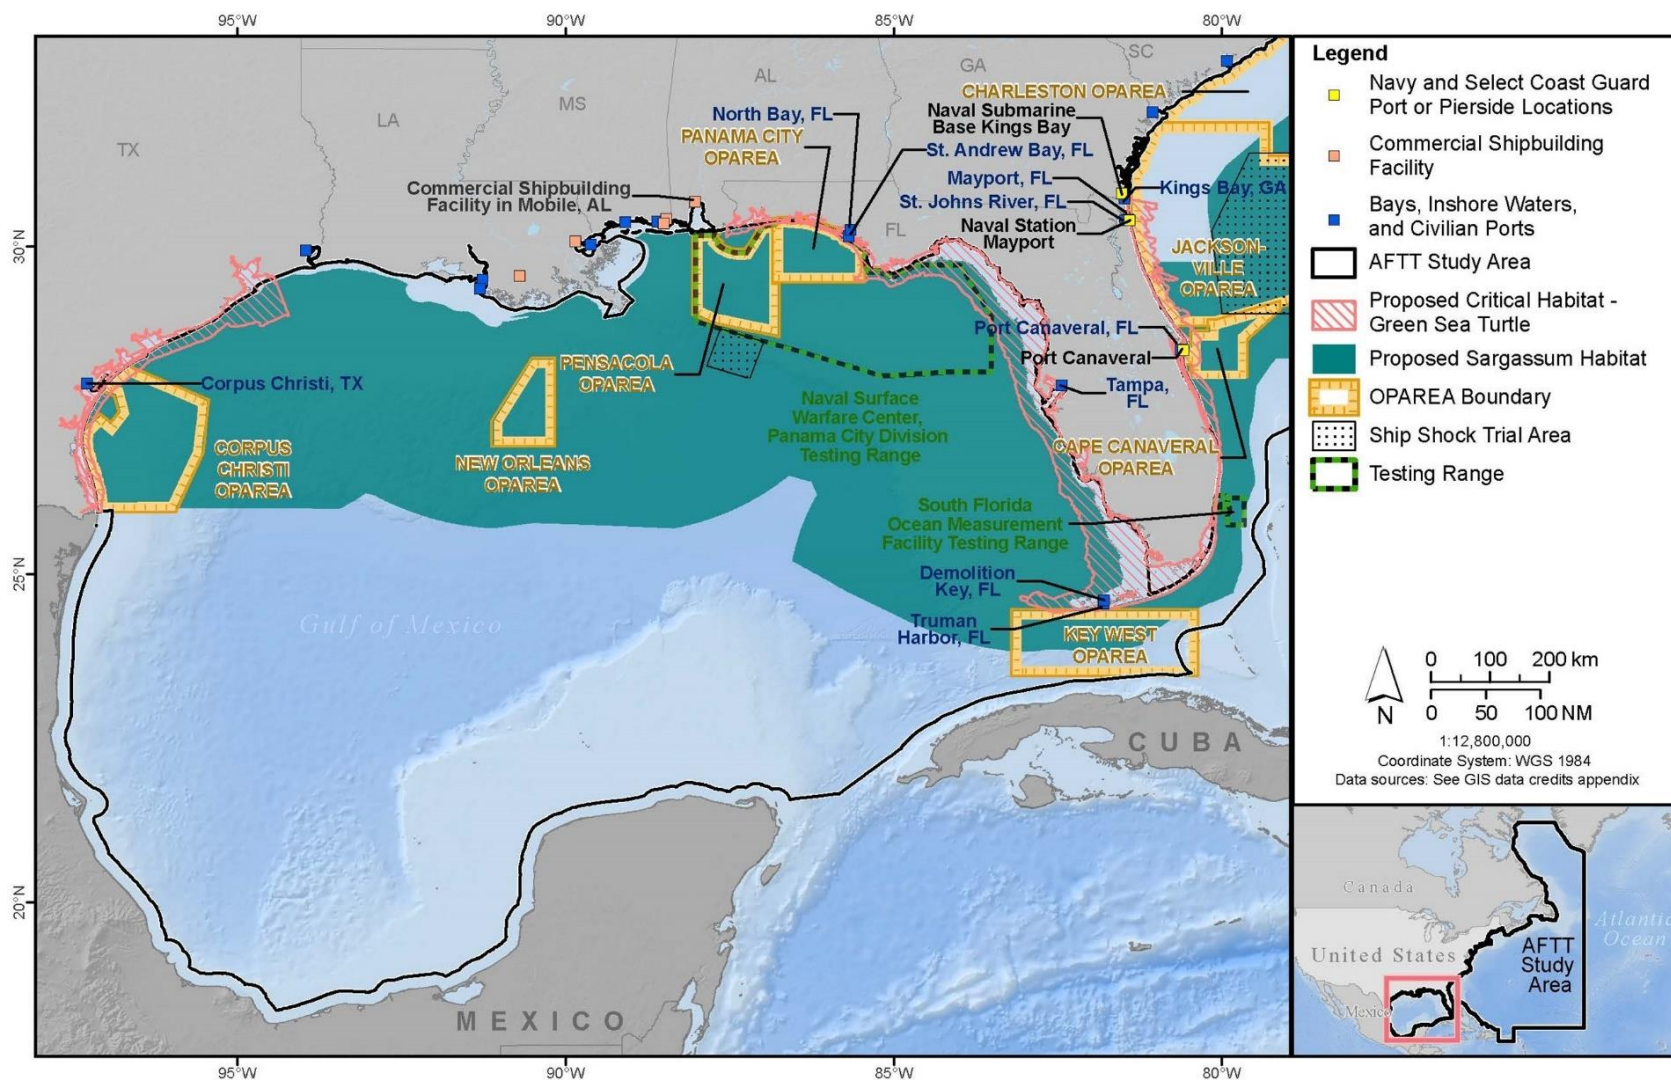 95°W
90°W
85°W
80°W
TX
LA
MS
AL
GA
SC
FL
CHARLESTON OPAREA
Naval Submarine
Base Kings Bay
North Bay, FL
PANAMA CITY
OPAREA
St. Andrew Bay, FL
Mayport, FL
Kings Bay, GA
St. Johns River, FL
Naval Station
Mayport
Commercial Shipbuilding
Facility in Mobile, AL
JACKSON-
VILLE
OPAREA
30°N
Port Canaveral, FL
Port Canaveral
PENSACOLA
OPAREA
Corpus Christi, TX
Tampa,
FL
Naval Surface
Warfare Center,
Panama City Division
Testing Range
CORPUS
CHRISTI
OPAREA
NEW ORLEANS
OPAREA
CAPE CANAVERAL
OPAREA
South Florida
Ocean Measurement
Facility Testing Range
25°N
Demolition
Key, FL
Truman
Harbor, FL
KEY WEST
OPAREA
Gulf of Mexico
CUBA
20°N
MEXICO
95°W
90°W
85°W
80°W
Legend
Navy and Select Coast Guard
Port or Pierside Locations
Commercial Shipbuilding
Facility
Bays, Inshore Waters,
and Civilian Ports
AFTT Study Area
Proposed Critical Habitat -
Green Sea Turtle
Proposed Sargassum Habitat
OPAREA Boundary
Ship Shock Trial Area
Testing Range
N
0 100 200 km
0 50 100 NM
1:12,800,000
Coordinate System: WGS 1984
Data sources: See GIS data credits appendix
Canada
United States
Mexico
Atlantic
Ocean
AFTT
Study
Area